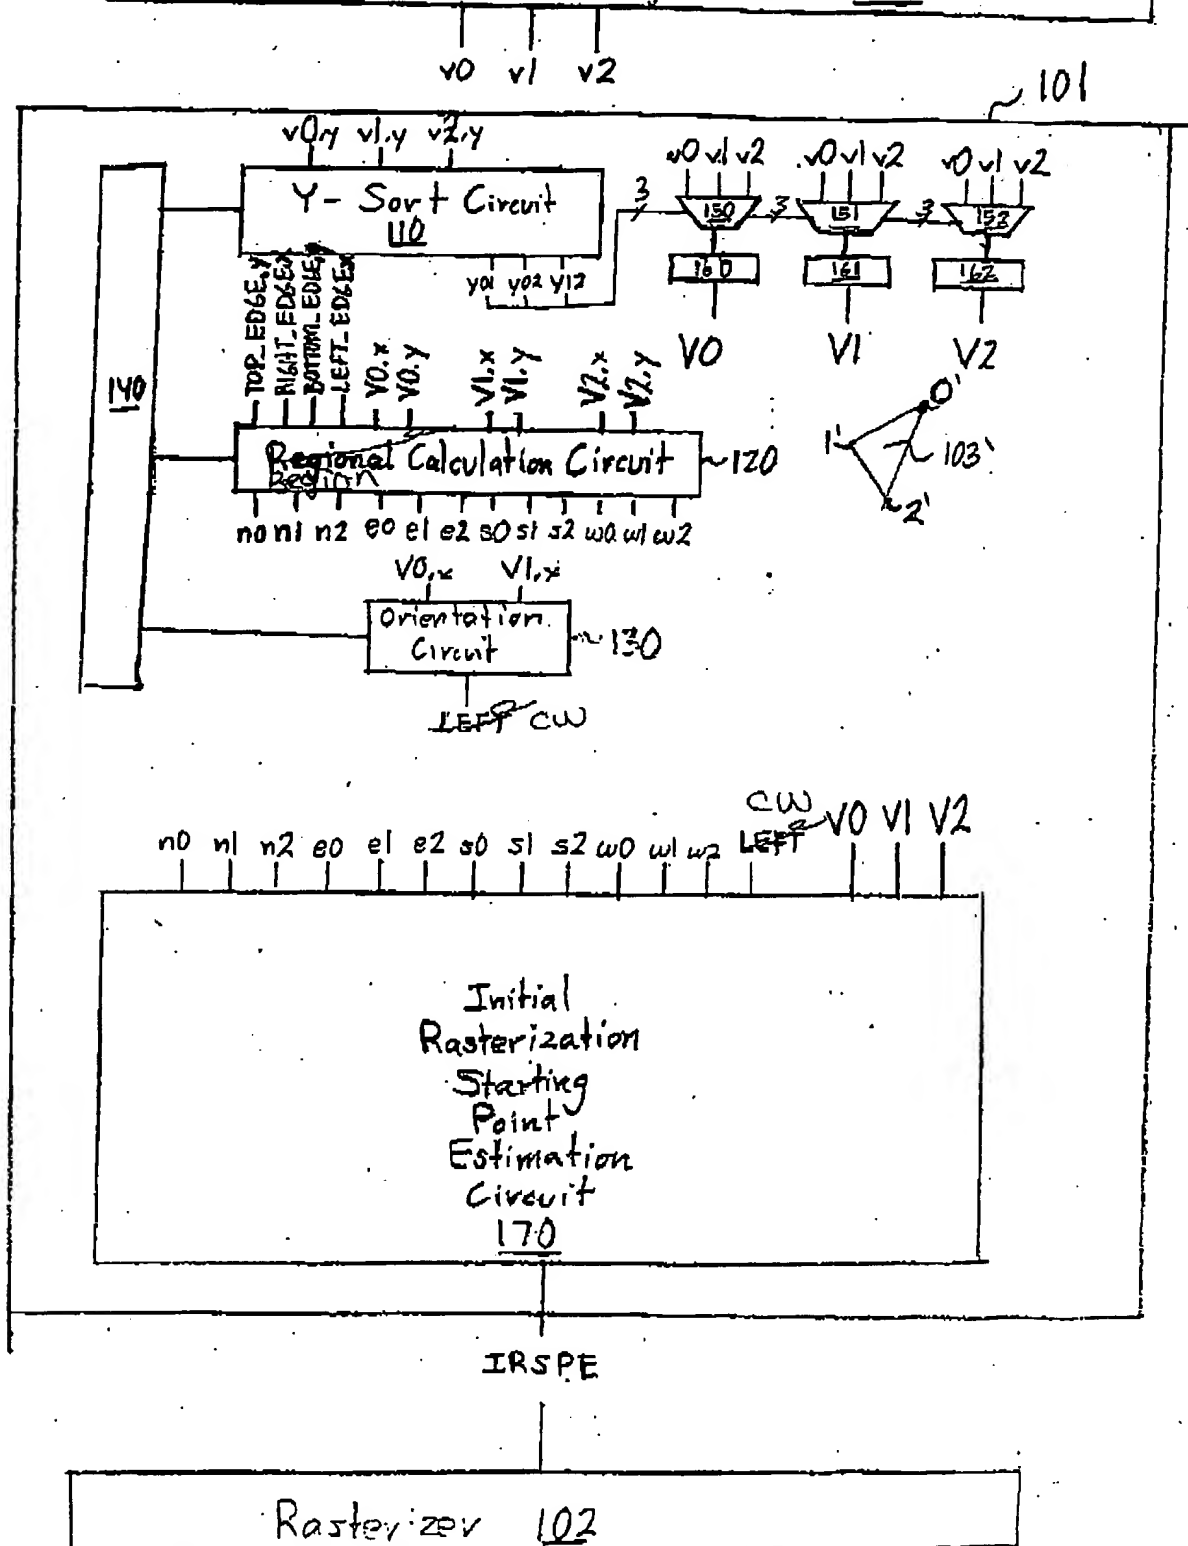 v0 v1 v2
101
v0.y v1.y v2.y
Y-Sort Circuit
110
v0 v1 v2
v0 v1 v2
v0 v1 v2
3
150
3
151
3
153
160
161
162
y01 y02 y12
V0
V1
V2
140
TOP_EDGE.y
RIGHT_EDGEx
BOTTOM_EDGE.y
LEFT_EDGEx
V0.x
V0.y
V1.x
V1.y
V2.x
V2.y
Regional Calculation Circuit
Region
120
n0 n1 n2 e0 e1 e2 s0 s1 s2 w0 w1 w2
0'
1'
103'
2'
V0.x V1.x
Orientation
Circuit
130
LEFT CW
CW
n0 n1 n2 e0 e1 e2 s0 s1 s2 w0 w1 w2 LEFT V0 V1 V2
Initial
Rasterization
Starting
Point
Estimation
Circuit
170
IRSPE
Rasterizer 102